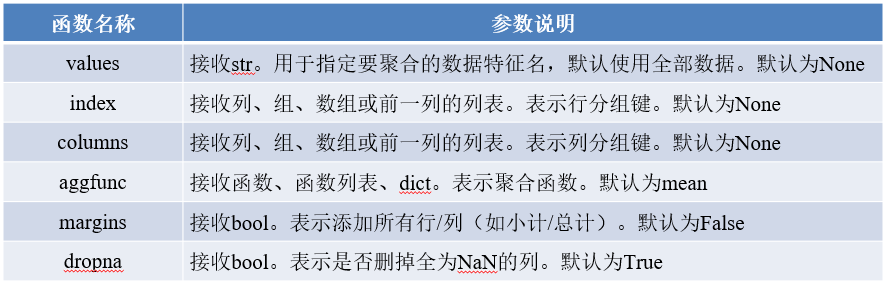 函数名称 参数说明
values 接收str。用于指定要聚合的数据特征名，默认使用全部数据。默认为None
index 接收列、组、数组或前一列的列表。表示行分组键。默认为None
columns 接收列、组、数组或前一列的列表。表示列分组键。默认为None
aggfunc 接收函数、函数列表、dict。表示聚合函数。默认为mean
margins 接收bool。表示添加所有行/列（如小计/总计）。默认为False
dropna 接收bool。表示是否删掉全为NaN的列。默认为True